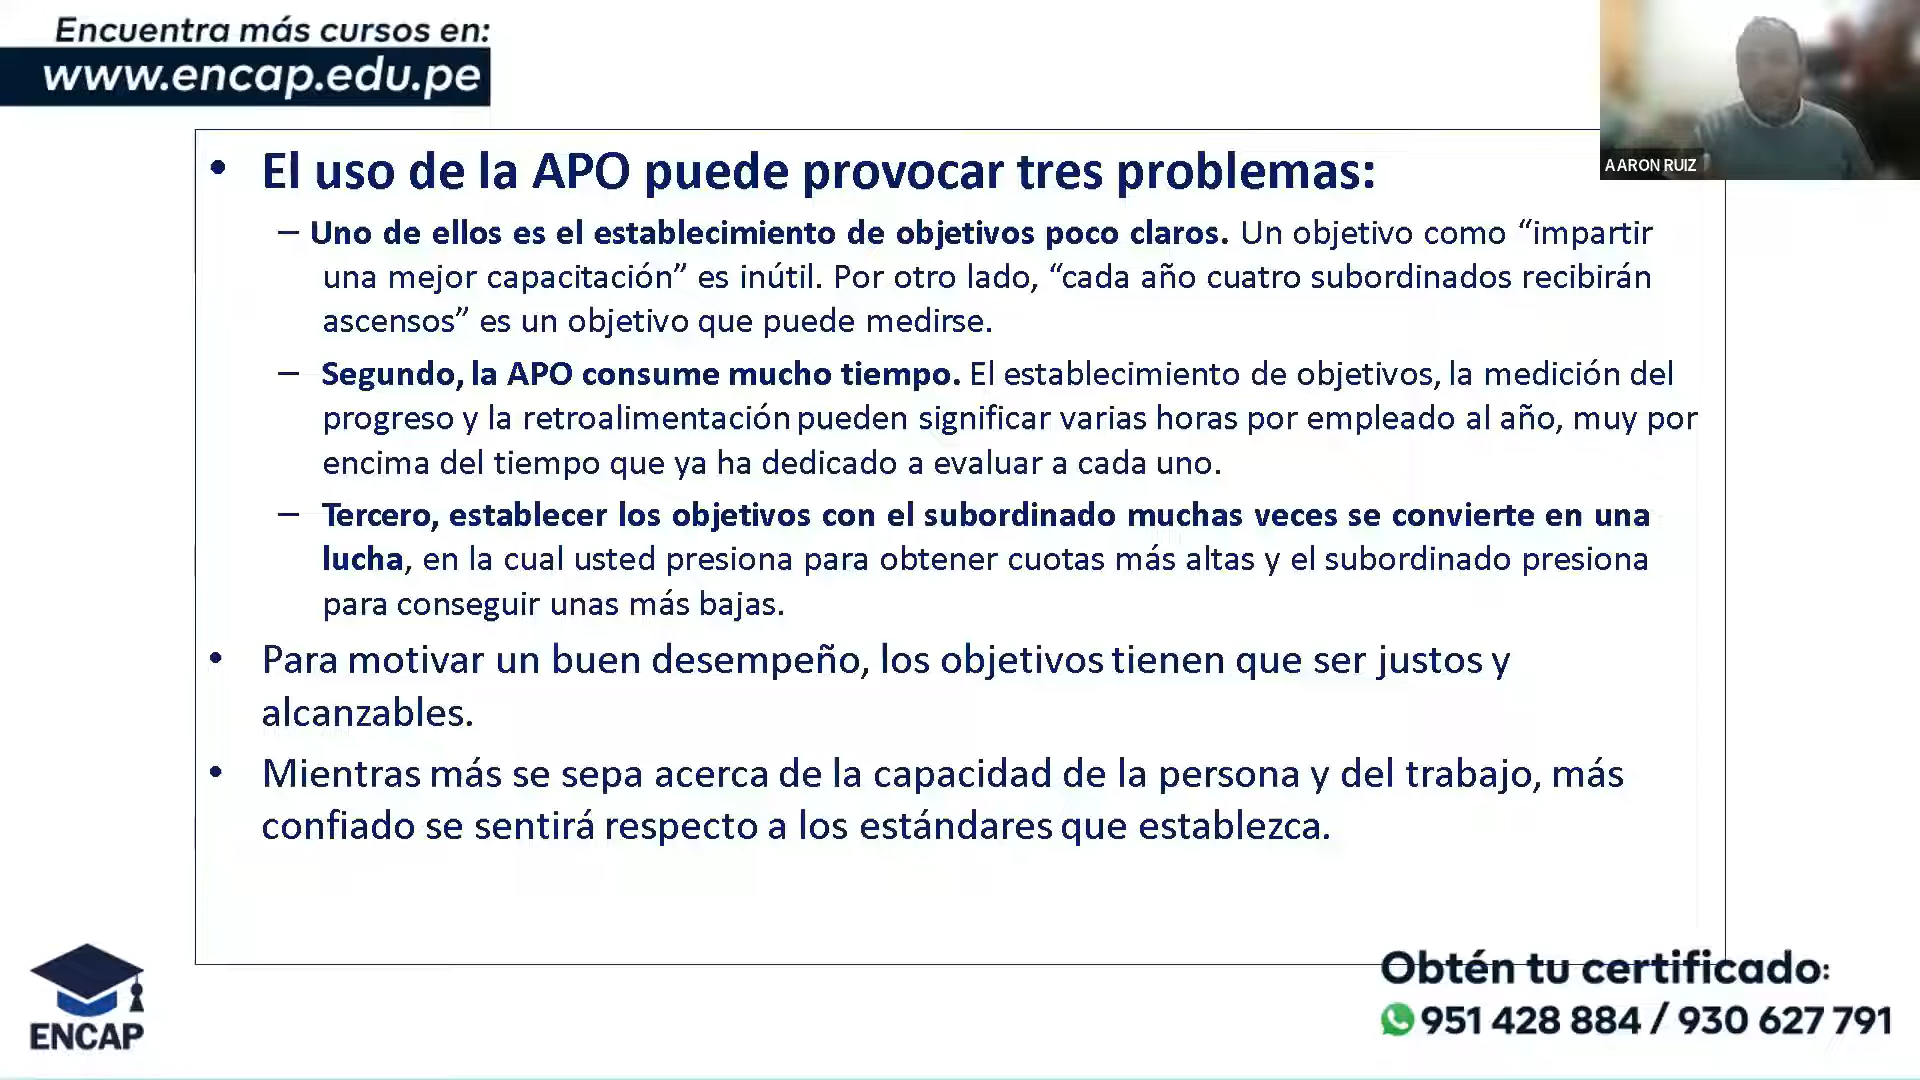 Encuentra más cursos en:
www.encap.edu.pe
AARON RUIZ
• El uso de la APO puede provocar tres problemas:
– Uno de ellos es el establecimiento de objetivos poco claros. Un objetivo como “impartir
una mejor capacitación” es inútil. Por otro lado, “cada año cuatro subordinados recibirán
ascensos” es un objetivo que puede medirse.
– Segundo, la APO consume mucho tiempo. El establecimiento de objetivos, la medición del
progreso y la retroalimentación pueden significar varias horas por empleado al año, muy por
encima del tiempo que ya ha dedicado a evaluar a cada uno.
– Tercero, establecer los objetivos con el subordinado muchas veces se convierte en una
lucha, en la cual usted presiona para obtener cuotas más altas y el subordinado presiona
para conseguir unas más bajas.
• Para motivar un buen desempeño, los objetivos tienen que ser justos y
alcanzables.
• Mientras más se sepa acerca de la capacidad de la persona y del trabajo, más
confiado se sentirá respecto a los estándares que establezca.
ENCAP
Obtén tu certificado:
951 428 884 / 930 627 791